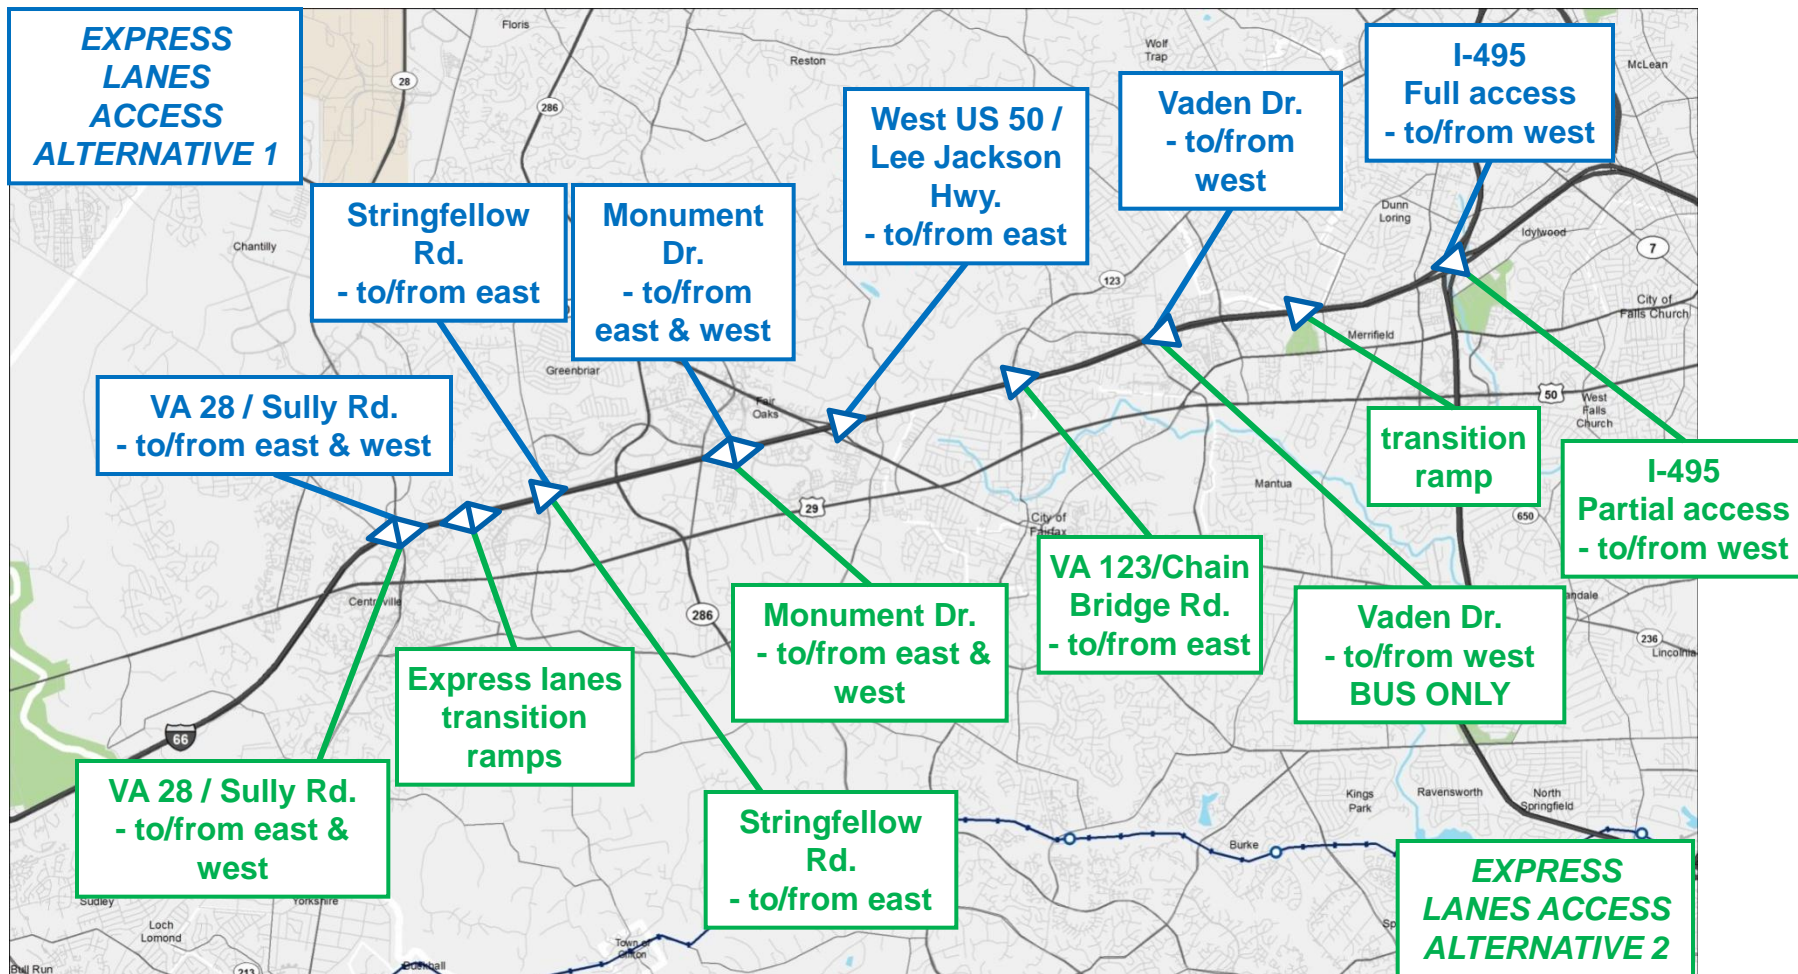 EXPRESS
LANES
ACCESS
ALTERNATIVE 1
Stringfellow
Rd.
- to/from east
Monument
Dr.
- to/from
east & west
West US 50 /
Lee Jackson
Hwy.
- to/from east
Vaden Dr.
- to/from
west
I-495
Full access
- to/from west
VA 28 / Sully Rd.
- to/from east & west
VA 28 / Sully Rd.
- to/from east &
west
Express lanes
transition
ramps
Stringfellow
Rd.
- to/from east
Monument Dr.
- to/from east &
west
VA 123/Chain
Bridge Rd.
- to/from east
Vaden Dr.
- to/from west
BUS ONLY
transition
ramp
I-495
Partial access
- to/from west
EXPRESS
LANES ACCESS
ALTERNATIVE 2
Floris
28
286
Reston
Wolf
Trap
McLean
Chantilly
Dunn
Loring
Idylwood
7
123
City of
Falls Church
Merrifield
Greenbriar
Fair
Oaks
50
West
Falls
Church
Mantua
29
City of
Fairfax
650
Centreville
286
andale
236
Lincolnia
66
Kings
Park
Ravensworth
North
Springfield
Burke
Sudley
Yorkshire
Loch
Lomond
Town of
Clifton
Bull Run
213
Sp